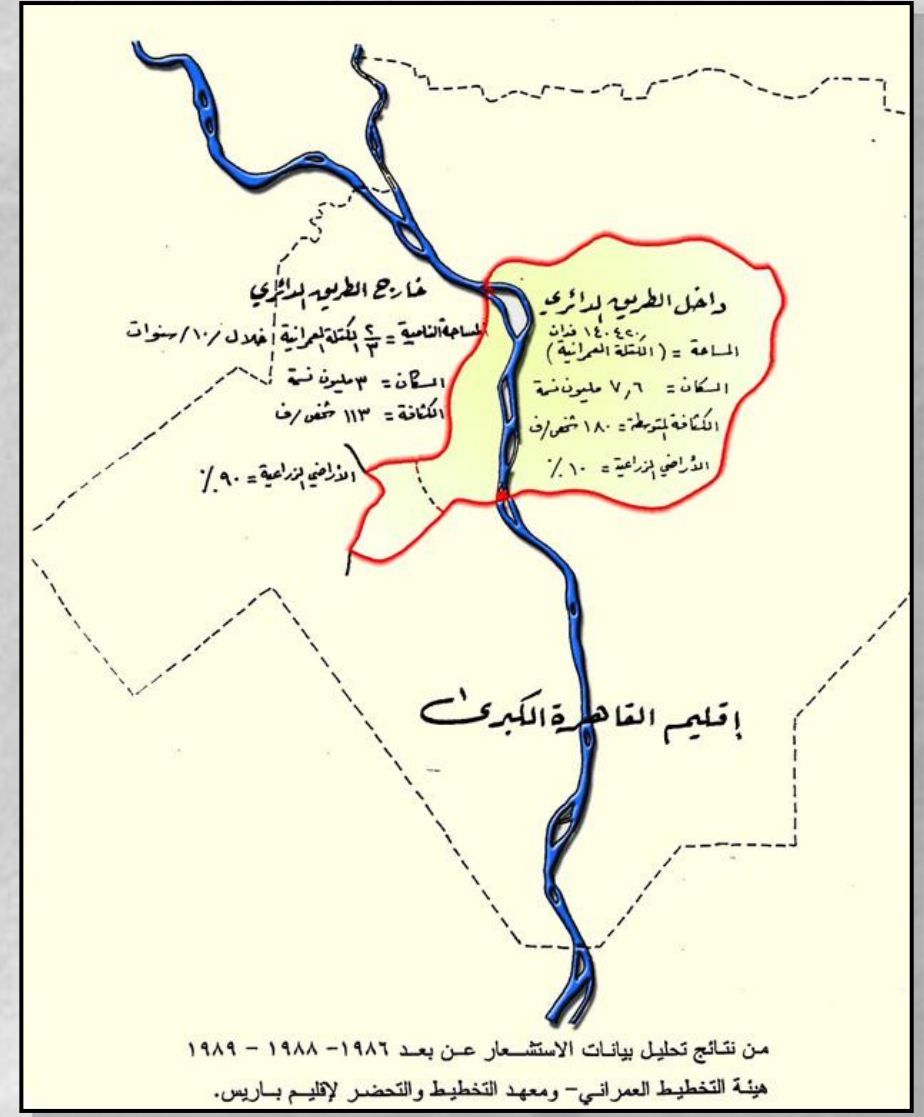 داخل الطريق الدائري
١٤٠٤٢٠ فدان
المساحة = (الكتلة العمرانية)
السكان = ٧,٦ مليون نسمة
الكثافة المتوسطة = ١٨٠ شخص/ف
الأراضي الزراعية = ١٠٪
خارج الطريق الدائري
المساحة النامية = ٢/٣ الكتلة العمرانية خلال /١٠/ سنوات
السكان = ٣ مليون نسمة
الكثافة = ١١٣ شخص/ف
الأراضي الزراعية = ٩٠٪
إقليم القاهرة الكبرى
من نتائج تحليل بيانات الاستشعار عن بعد ١٩٨٦- ١٩٨٨ - ١٩٨٩
هيئة التخطيط العمراني- ومعهد التخطيط والتحضر لإقليم باريس.